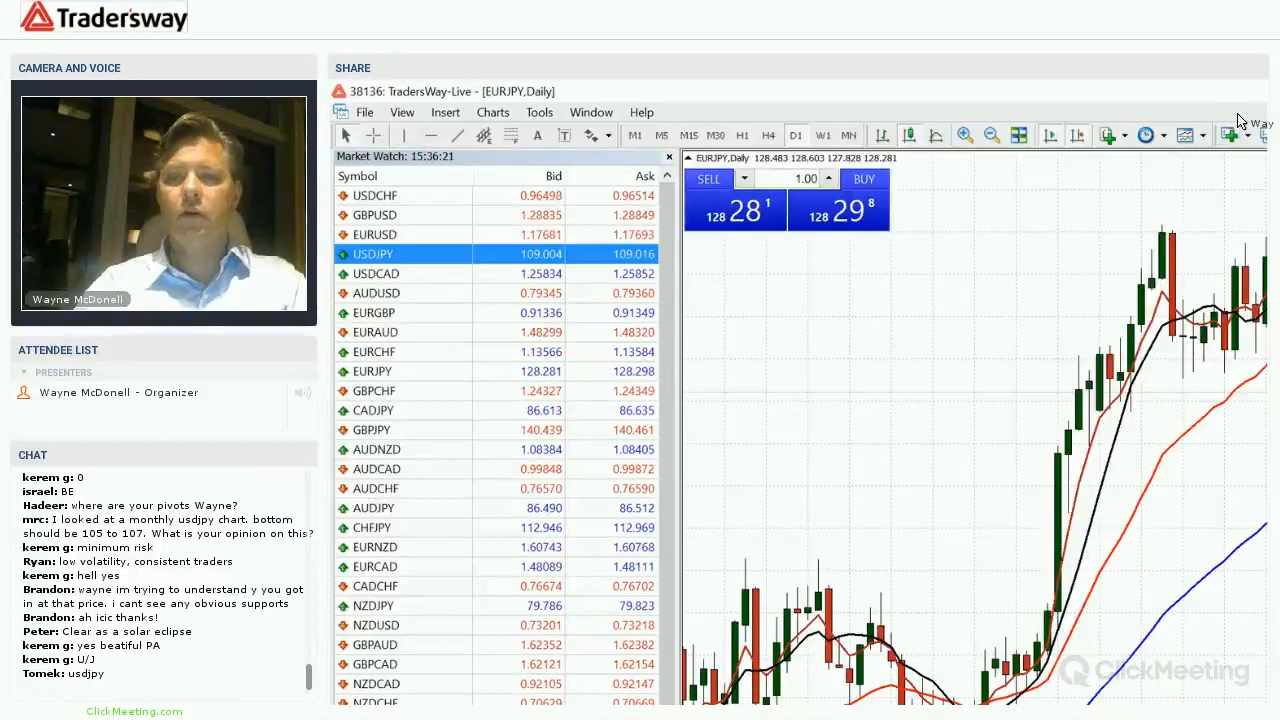 Tradersway
CAMERA AND VOICE
Wayne McDonell
ATTENDEE LIST
PRESENTERS
Wayne McDonell - Organizer
CHAT
kerem g: 0
israel: BE
Hadeer: where are your pivots Wayne?
mrc: I looked at a monthly usdjpy chart. bottom
should be 105 to 107. What is your opinion on this?
kerem g: minimum risk
Ryan: low volatility, consistent traders
kerem g: hell yes
Brandon: wayne im trying to understand y you got
in at that price. i cant see any obvious supports
Brandon: ah icic thanks!
Peter: Clear as a solar eclipse
kerem g: yes beatiful PA
kerem g: U/J
Tomek: usdjpy
ClickMeeting.com
SHARE
38136: TradersWay-Live - [EURJPY,Daily]
File View Insert Charts Tools Window Help
A T M1 M5 M15 M30 H1 H4 D1 W1 MN
Way
Market Watch: 15:36:21
Symbol Bid Ask
USDCHF 0.96498 0.96514
GBPUSD 1.28835 1.28849
EURUSD 1.17681 1.17693
USDJPY 109.004 109.016
USDCAD 1.25834 1.25852
AUDUSD 0.79345 0.79360
EURGBP 0.91336 0.91349
EURAUD 1.48299 1.48320
EURCHF 1.13566 1.13584
EURJPY 128.281 128.298
GBPCHF 1.24327 1.24349
CADJPY 86.613 86.635
GBPJPY 140.439 140.461
AUDNZD 1.08384 1.08405
AUDCAD 0.99848 0.99872
AUDCHF 0.76570 0.76590
AUDJPY 86.490 86.512
CHFJPY 112.946 112.969
EURNZD 1.60743 1.60768
EURCAD 1.48089 1.48111
CADCHF 0.76674 0.76702
NZDJPY 79.786 79.823
NZDUSD 0.73201 0.73218
GBPAUD 1.62352 1.62382
GBPCAD 1.62121 1.62154
NZDCAD 0.92105 0.92147
NZDCHF 0.70629 0.70669
EURJPY,Daily 128.483 128.603 127.828 128.281
SELL 1.00 BUY
128 28 1 128 29 8
ClickMeeting